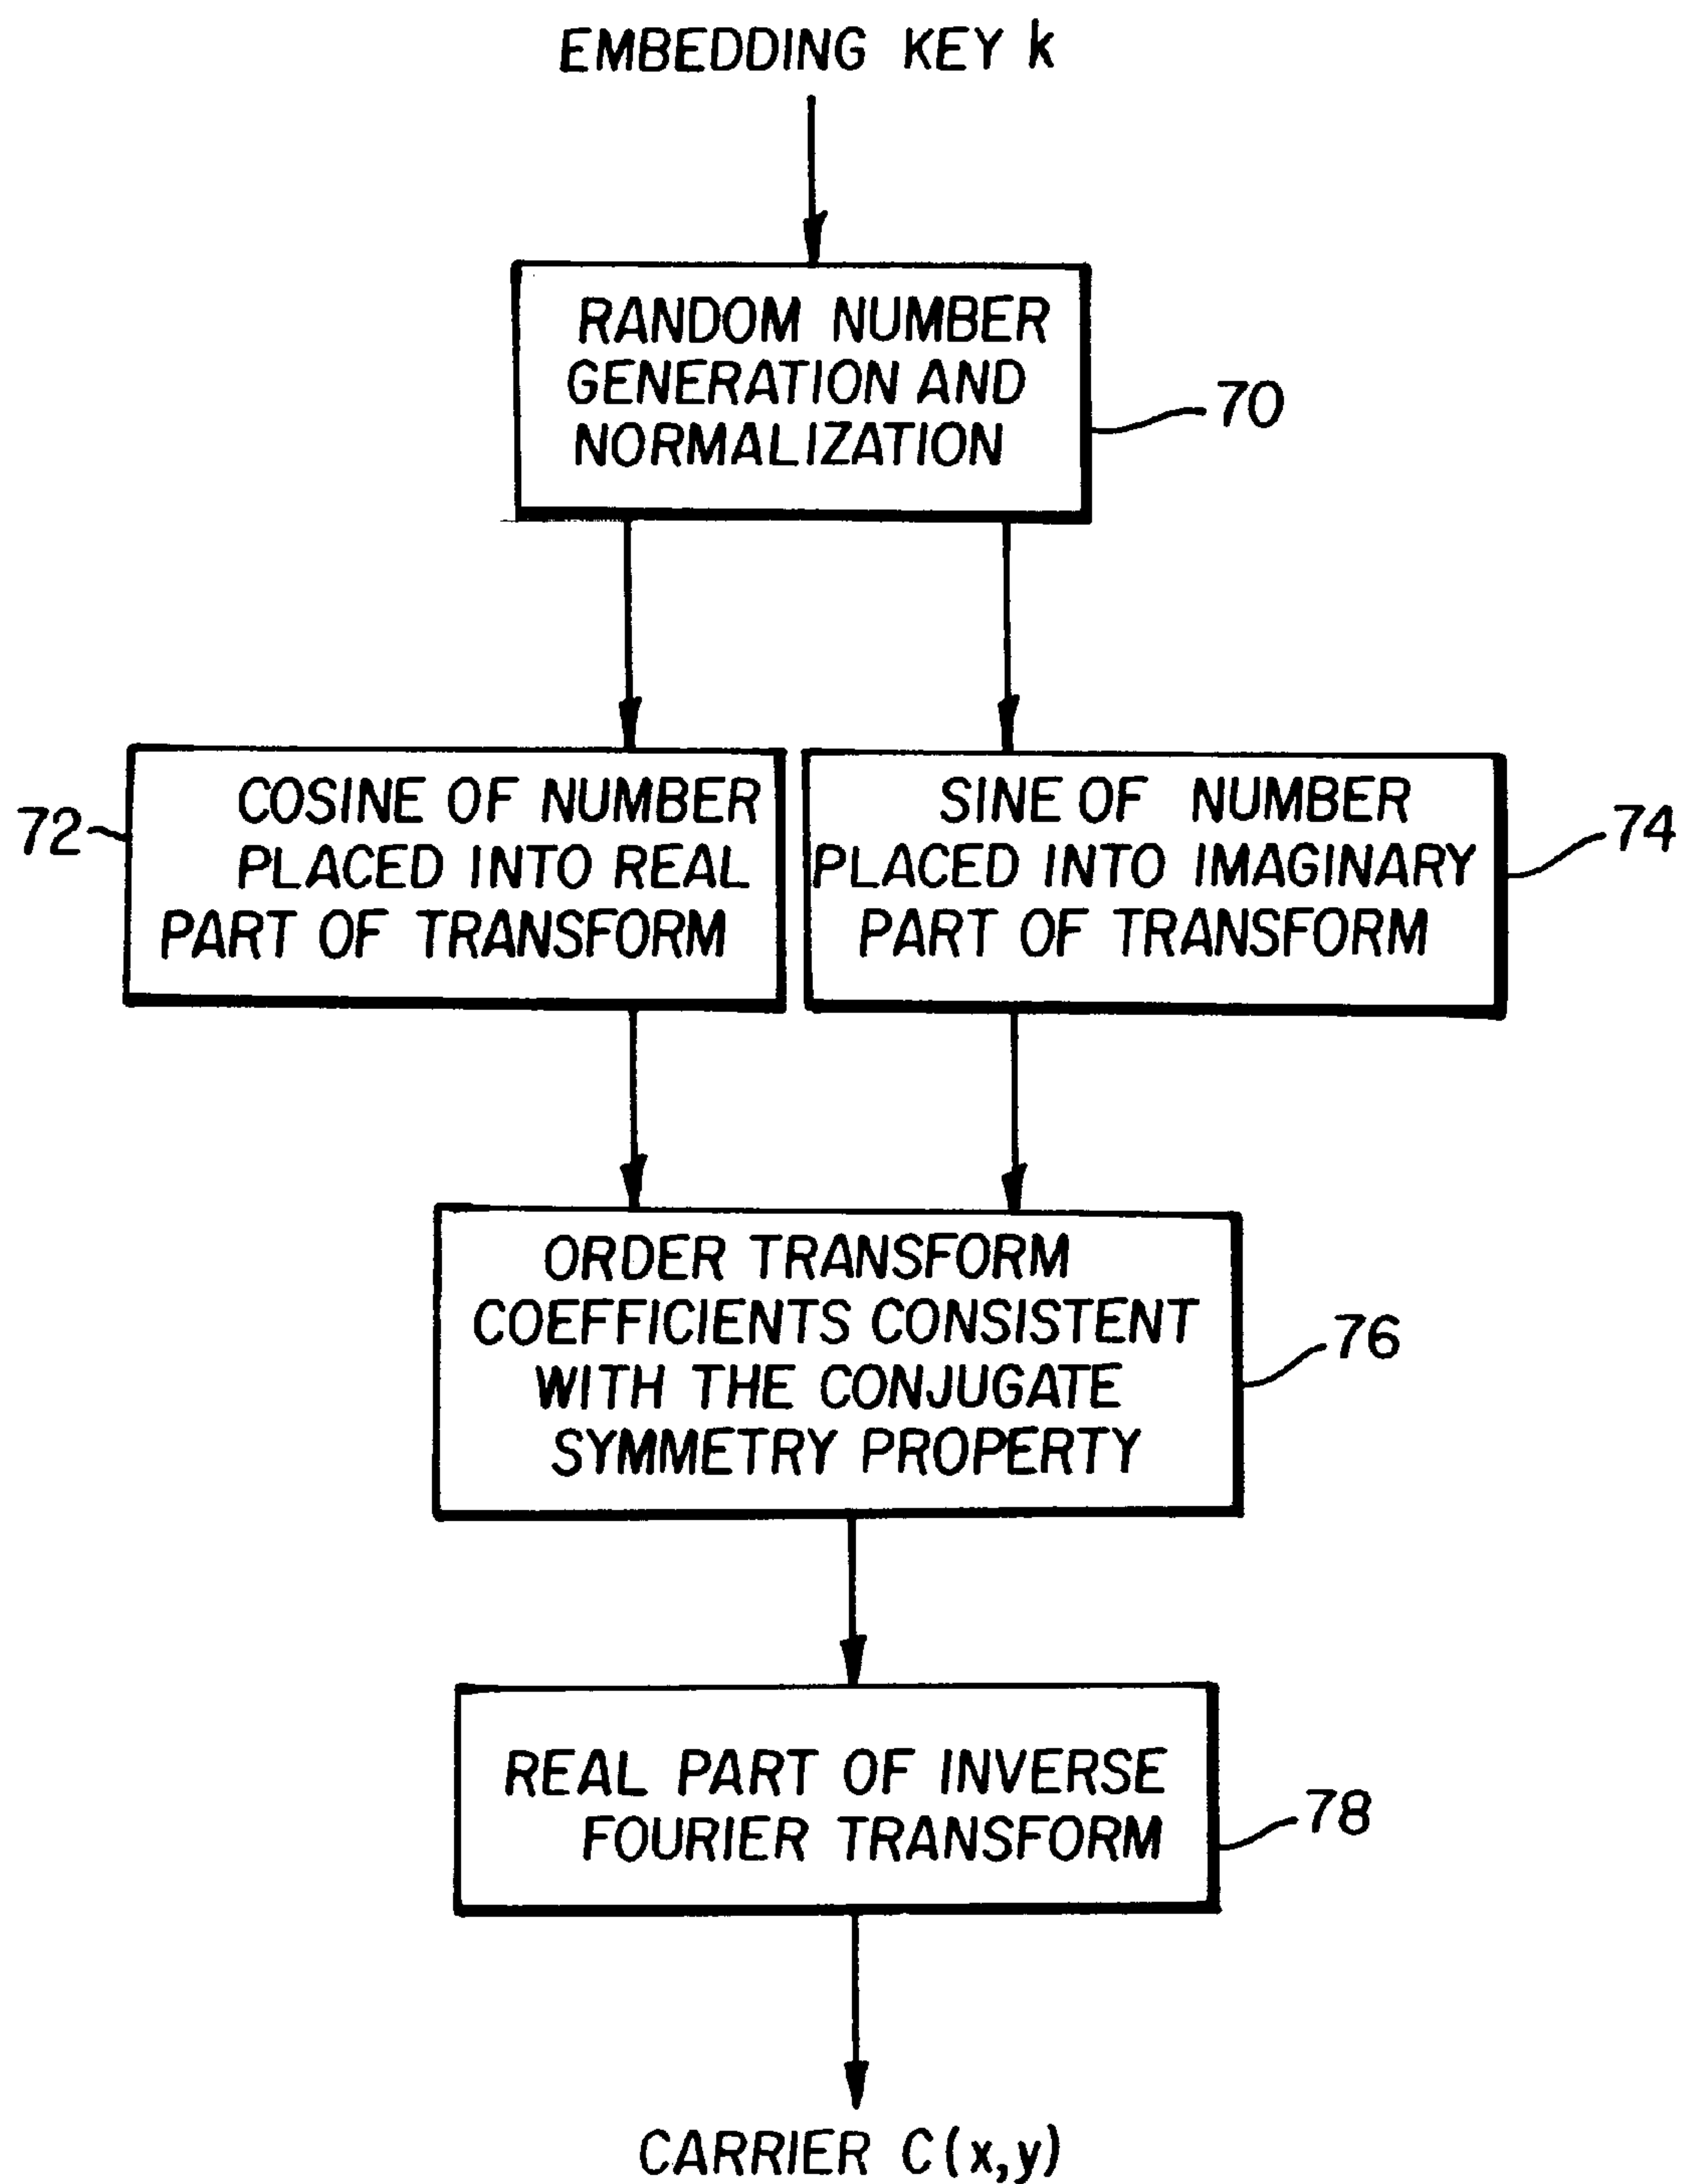 EMBEDDING KEY k
RANDOM NUMBER
GENERATION AND
NORMALIZATION
70
COSINE OF NUMBER
PLACED INTO REAL
PART OF TRANSFORM
72
SINE OF NUMBER
PLACED INTO IMAGINARY
PART OF TRANSFORM
74
ORDER TRANSFORM
COEFFICIENTS CONSISTENT
WITH THE CONJUGATE
SYMMETRY PROPERTY
76
REAL PART OF INVERSE
FOURIER TRANSFORM
78
CARRIER C(x,y)